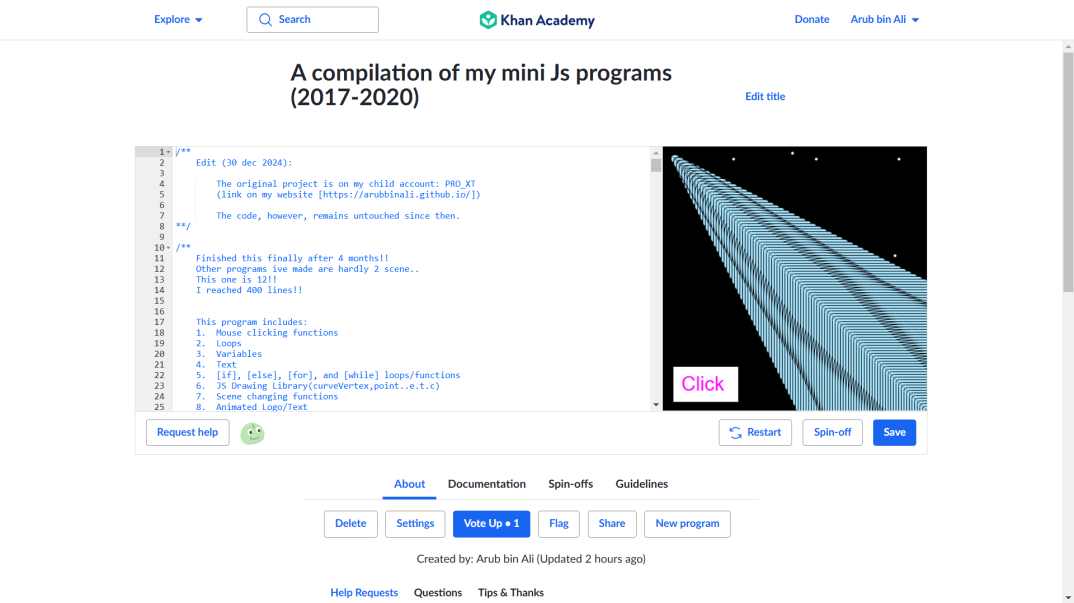 Explore
Search
Khan Academy
Donate
Arub bin Ali
A compilation of my mini Js programs
(2017-2020)
Edit title
1 /**
2 Edit (30 dec 2024):
3
4 The original project is on my child account: PRO_XT
5 (link on my website [https://arubbinali.github.io/])
6
7 The code, however, remains untouched since then.
8 **/
9
10 /**
11 Finished this finally after 4 months!!
12 Other programs ive made are hardly 2 scene..
13 This one is 12!!
14 I reached 400 lines!!
15
16
17 This program includes:
18 1. Mouse clicking functions
19 2. Loops
20 3. Variables
21 4. Text
22 5. [if], [else], [for], and [while] loops/functions
23 6. JS Drawing Library(curveVertex,point..e.t.c)
24 7. Scene changing functions
25 8. Animated Logo/Text
Click
Request help
Restart
Spin-off
Save
About
Documentation
Spin-offs
Guidelines
Delete
Settings
Vote Up • 1
Flag
Share
New program
Created by: Arub bin Ali (Updated 2 hours ago)
Help Requests
Questions
Tips & Thanks